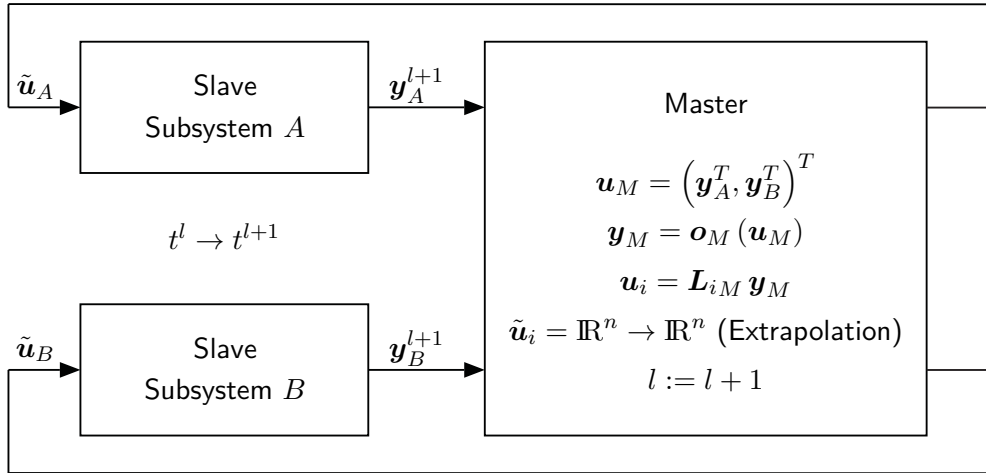 ũ_A
Slave
Subsystem A
y_A^{l+1}
Master
u_M = (y_A^T, y_B^T)^T
y_M = o_M (u_M)
u_i = L_{iM} y_M
ũ_i = ℝ^n → ℝ^n (Extrapolation)
l := l + 1
t^l → t^{l+1}
ũ_B
Slave
Subsystem B
y_B^{l+1}